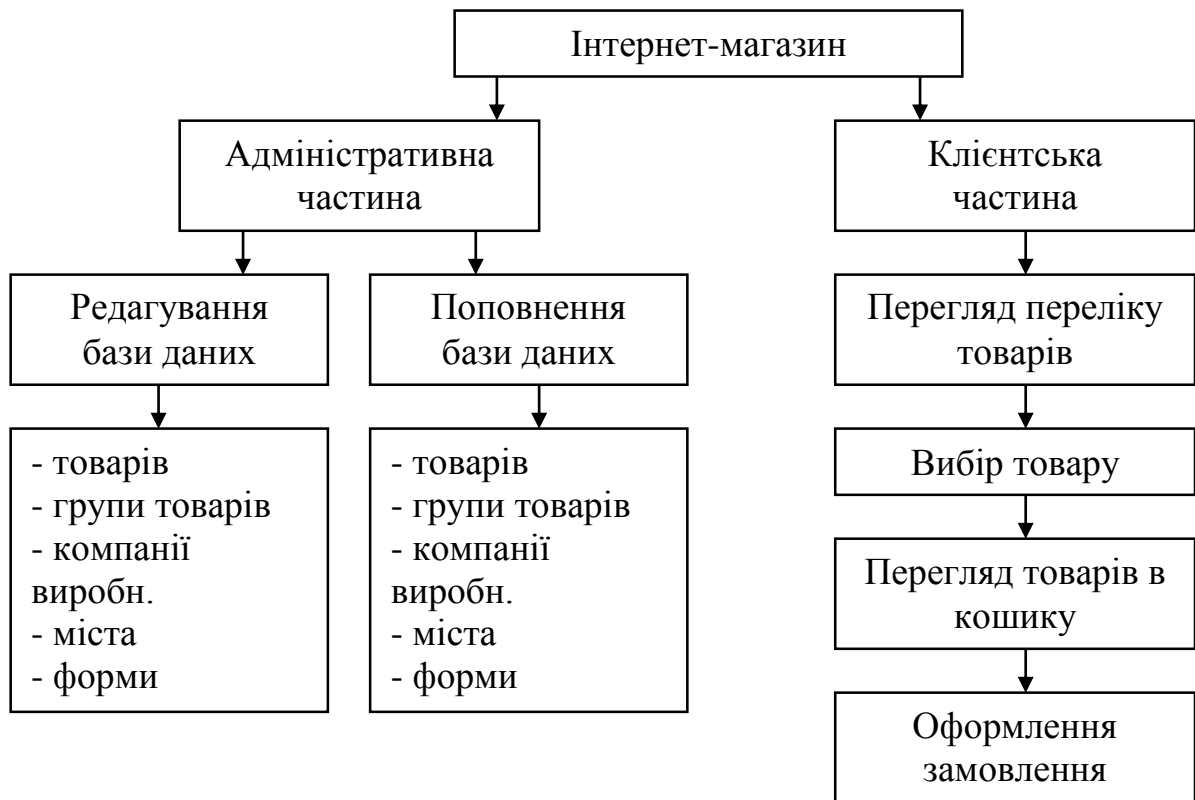 Інтернет-магазин
Адміністративна
частина
Клієнтська
частина
Редагування
бази даних
Поповнення
бази даних
Перегляд переліку
товарів
- товарів
- групи товарів
- компанії
виробн.
- міста
- форми
- товарів
- групи товарів
- компанії
виробн.
- міста
- форми
Вибір товару
Перегляд товарів в
кошику
Оформлення
замовлення